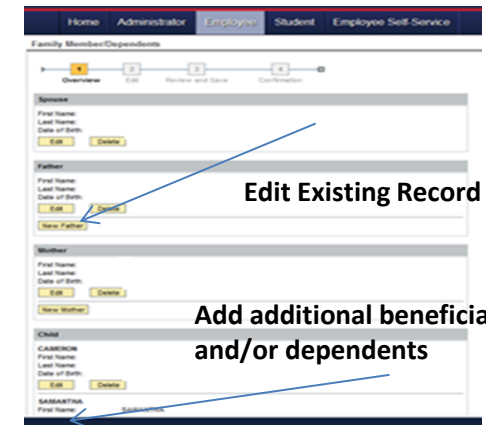 Home Administrator Employee Student Employee Self-Service
Family Member/Dependents
1 2 3 4
Overview Edit Review and Save Confirmation
Spouse
First Name:
Last Name:
Date of Birth:
Edit Delete
Father
First Name:
Last Name:
Date of Birth:
Edit Delete
Edit Existing Record
New Father
Mother
First Name:
Last Name:
Date of Birth:
Edit Delete
New Mother
Add additional beneficia
and/or dependents
Child
CAMERON
First Name:
Last Name:
Date of Birth:
Edit Delete
SAMANTHA
First Name: SAMANTHA